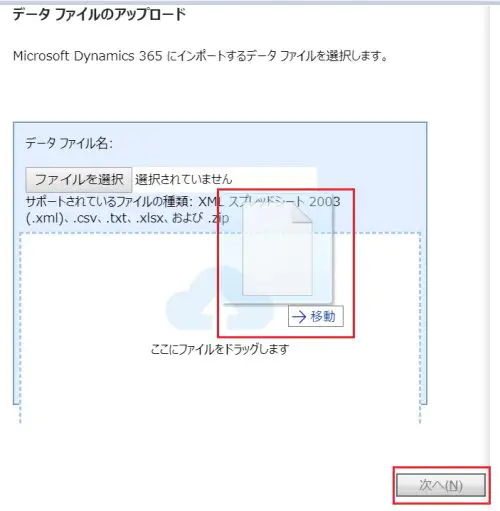 データ ファイルのアップロード
Microsoft Dynamics 365 にインポートするデータ ファイルを選択します。
データ ファイル名:
ファイルを選択 選択されていません
サポートされているファイルの種類: XML スプレッドシート 2003
(.xml)、.csv、.txt、.xlsx、および .zip
→ 移動
ここにファイルをドラッグします
次へ(N)